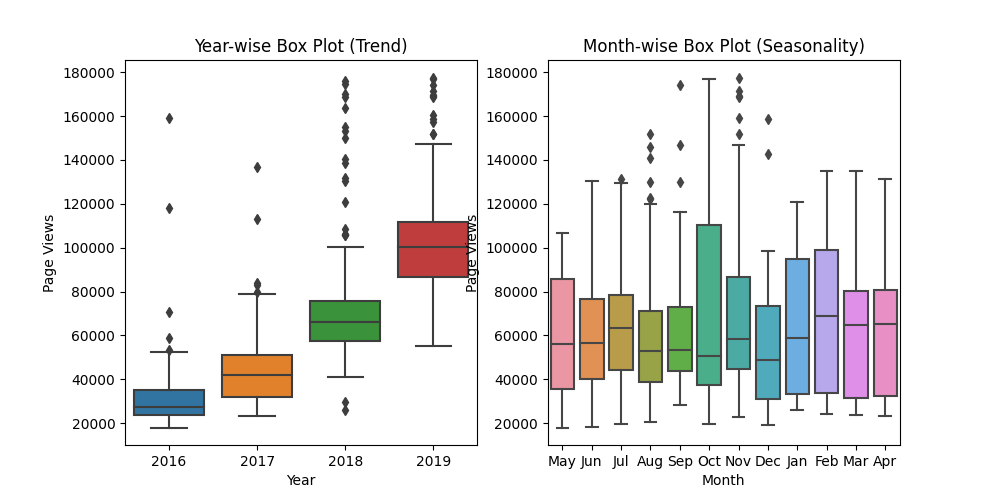 Year-wise Box Plot (Trend)
180000
160000
140000
120000
100000
80000
60000
40000
20000
Page Views
2016 2017 2018 2019
Year
Month-wise Box Plot (Seasonality)
180000
160000
140000
120000
100000
80000
60000
40000
20000
Page Views
May Jun Jul Aug Sep Oct Nov Dec Jan Feb Mar Apr
Month